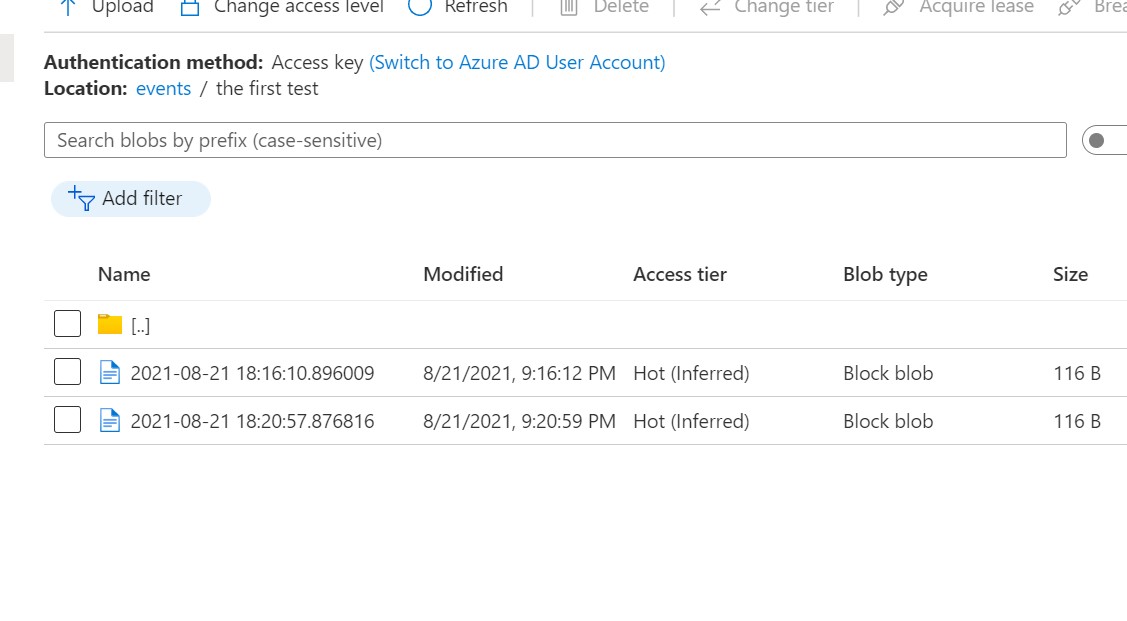 Upload Change access level Refresh Delete Change tier Acquire lease Brea
Authentication method: Access key (Switch to Azure AD User Account)
Location: events / the first test
Search blobs by prefix (case-sensitive)
Add filter
Name Modified Access tier Blob type Size
[..]
2021-08-21 18:16:10.896009 8/21/2021, 9:16:12 PM Hot (Inferred) Block blob 116 B
2021-08-21 18:20:57.876816 8/21/2021, 9:20:59 PM Hot (Inferred) Block blob 116 B